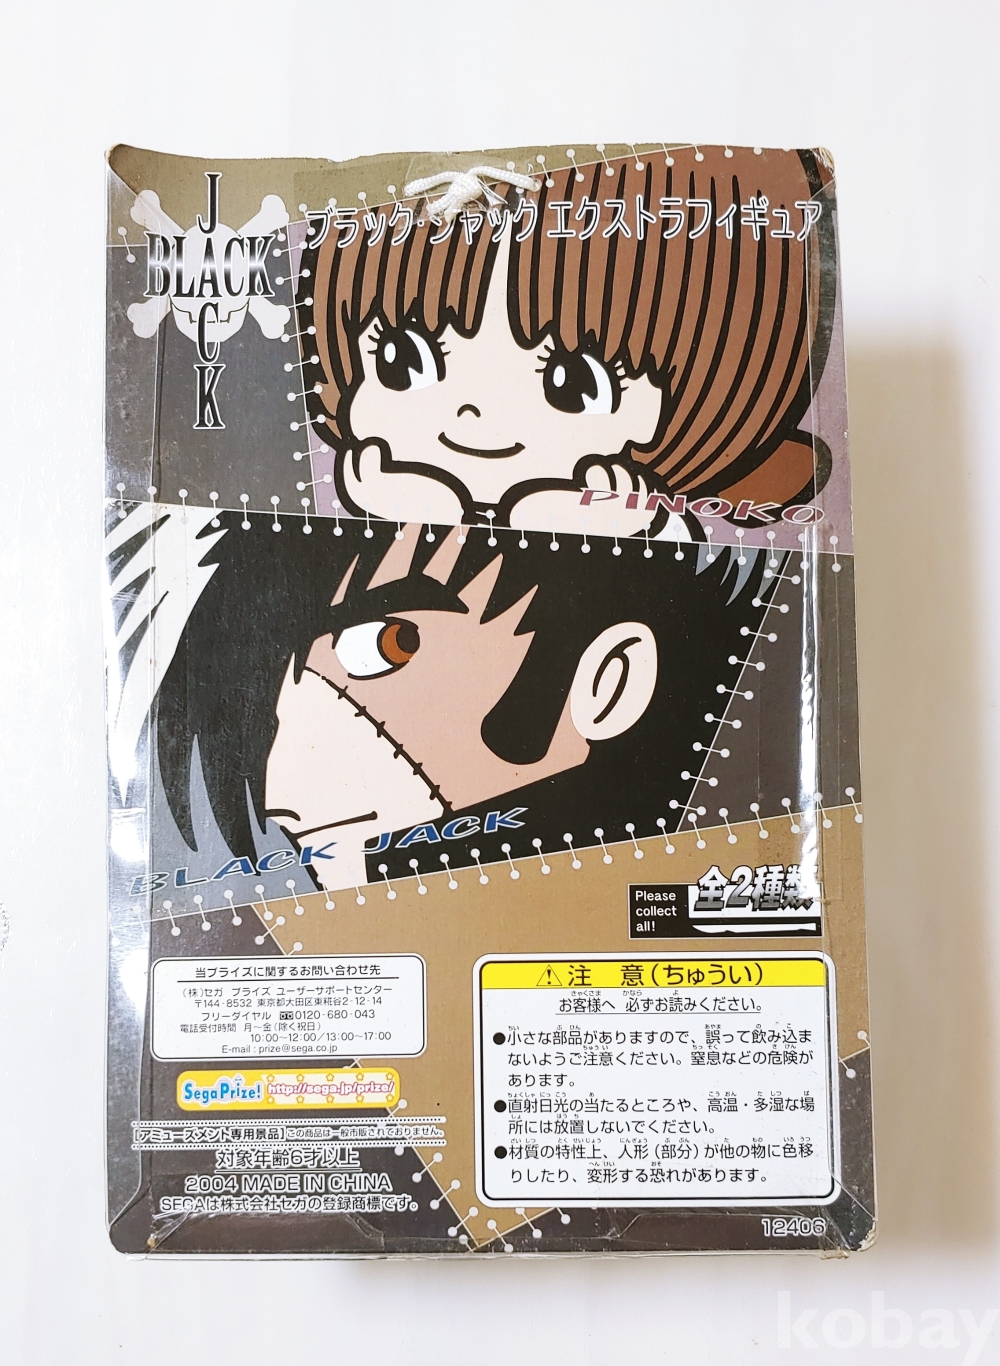 BLACK
JACK
ブラック・ジャック エクストラフィギュア
PINOKO
BLACK JACK
Please
collect
all!
全2種類
当プライズに関するお問い合わせ先
(株)セガ プライズ ユーザーサポートセンター
〒144-8532 東京都大田区東糀谷2-12-14
フリーダイヤル 0120-680-043
電話受付時間 月~金(除く祝日)
10:00~12:00/13:00~17:00
E-mail : prize@sega.co.jp
Sega Prize! http://sega.jp/prize/
[アミューズメント専用景品]この商品は一般市販されておりません。
対象年齢6才以上
2004 MADE IN CHINA
SEGAは株式会社セガの登録商標です。
注 意(ちゅうい)
お客様へ 必ずお読みください。
●小さな部品がありますので、誤って飲み込ま
ないようご注意ください。窒息などの危険が
あります。
●直射日光の当たるところや、高温・多湿な場
所には放置しないでください。
●材質の特性上、人形(部分)が他の物に色移
りしたり、変形する恐れがあります。
12406
kobay